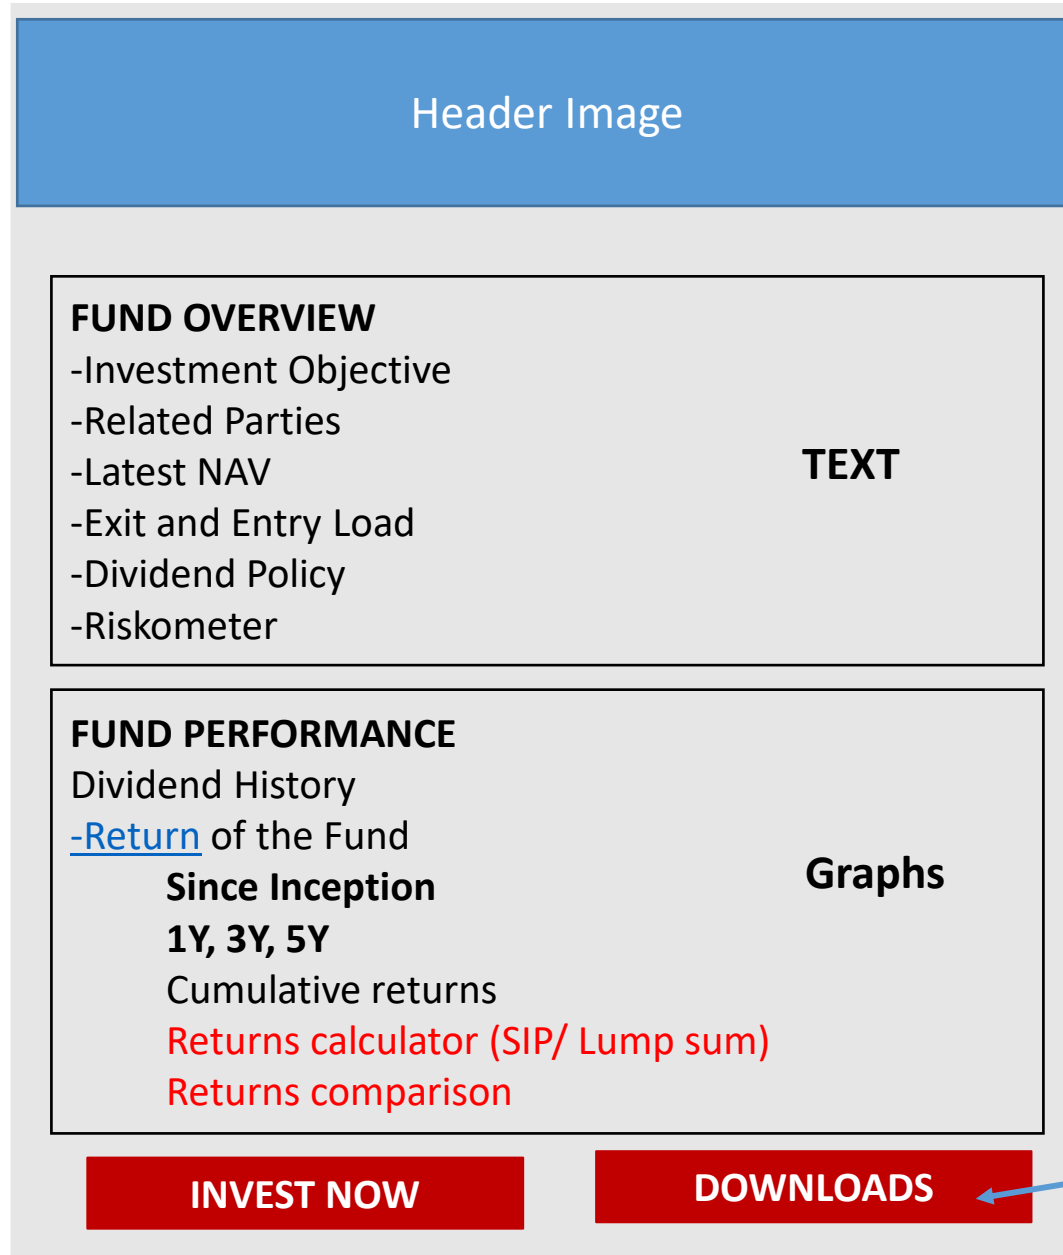 Header Image
FUND OVERVIEW
-Investment Objective
-Related Parties
-Latest NAV
-Exit and Entry Load
-Dividend Policy
-Riskometer
TEXT
FUND PERFORMANCE
Dividend History
-Return of the Fund
Since Inception
1Y, 3Y, 5Y
Cumulative returns
Returns calculator (SIP/ Lump sum)
Returns comparison
Graphs
INVEST NOW
DOWNLOADS